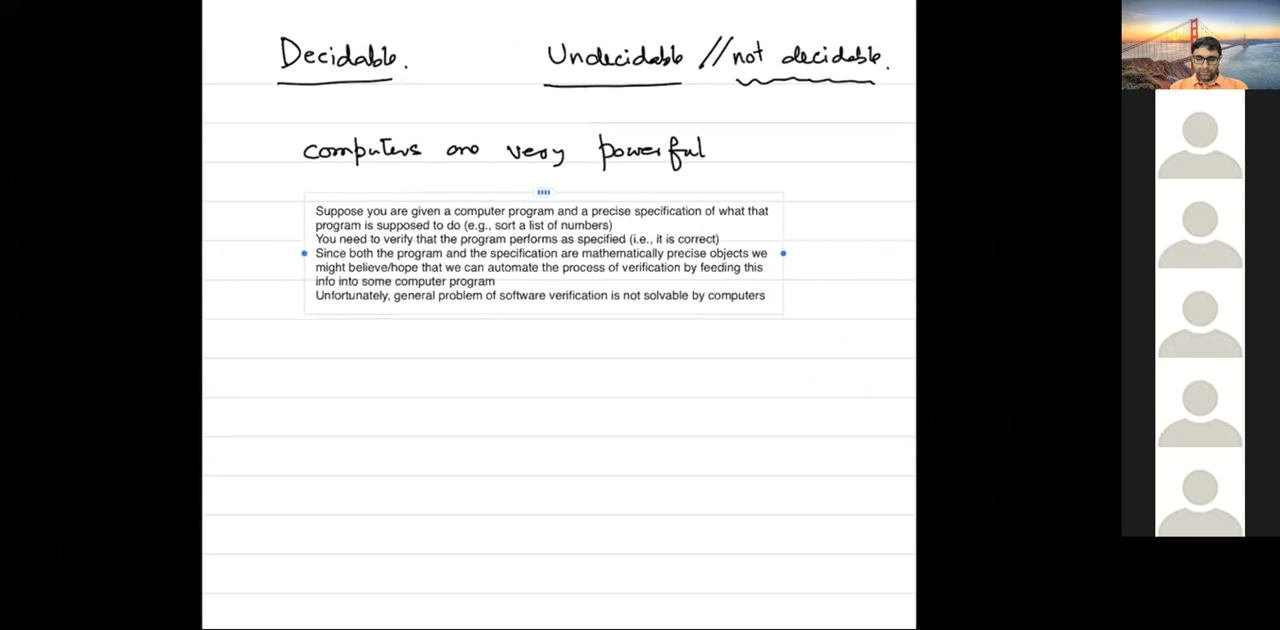 Decidable. Undecidable // not decidable.
computers are very powerful
Suppose you are given a computer program and a precise specification of what that
program is supposed to do (e.g., sort a list of numbers)
You need to verify that the program performs as specified (i.e., it is correct)
Since both the program and the specification are mathematically precise objects we
might believe/hope that we can automate the process of verification by feeding this
info into some computer program
Unfortunately, general problem of software verification is not solvable by computers